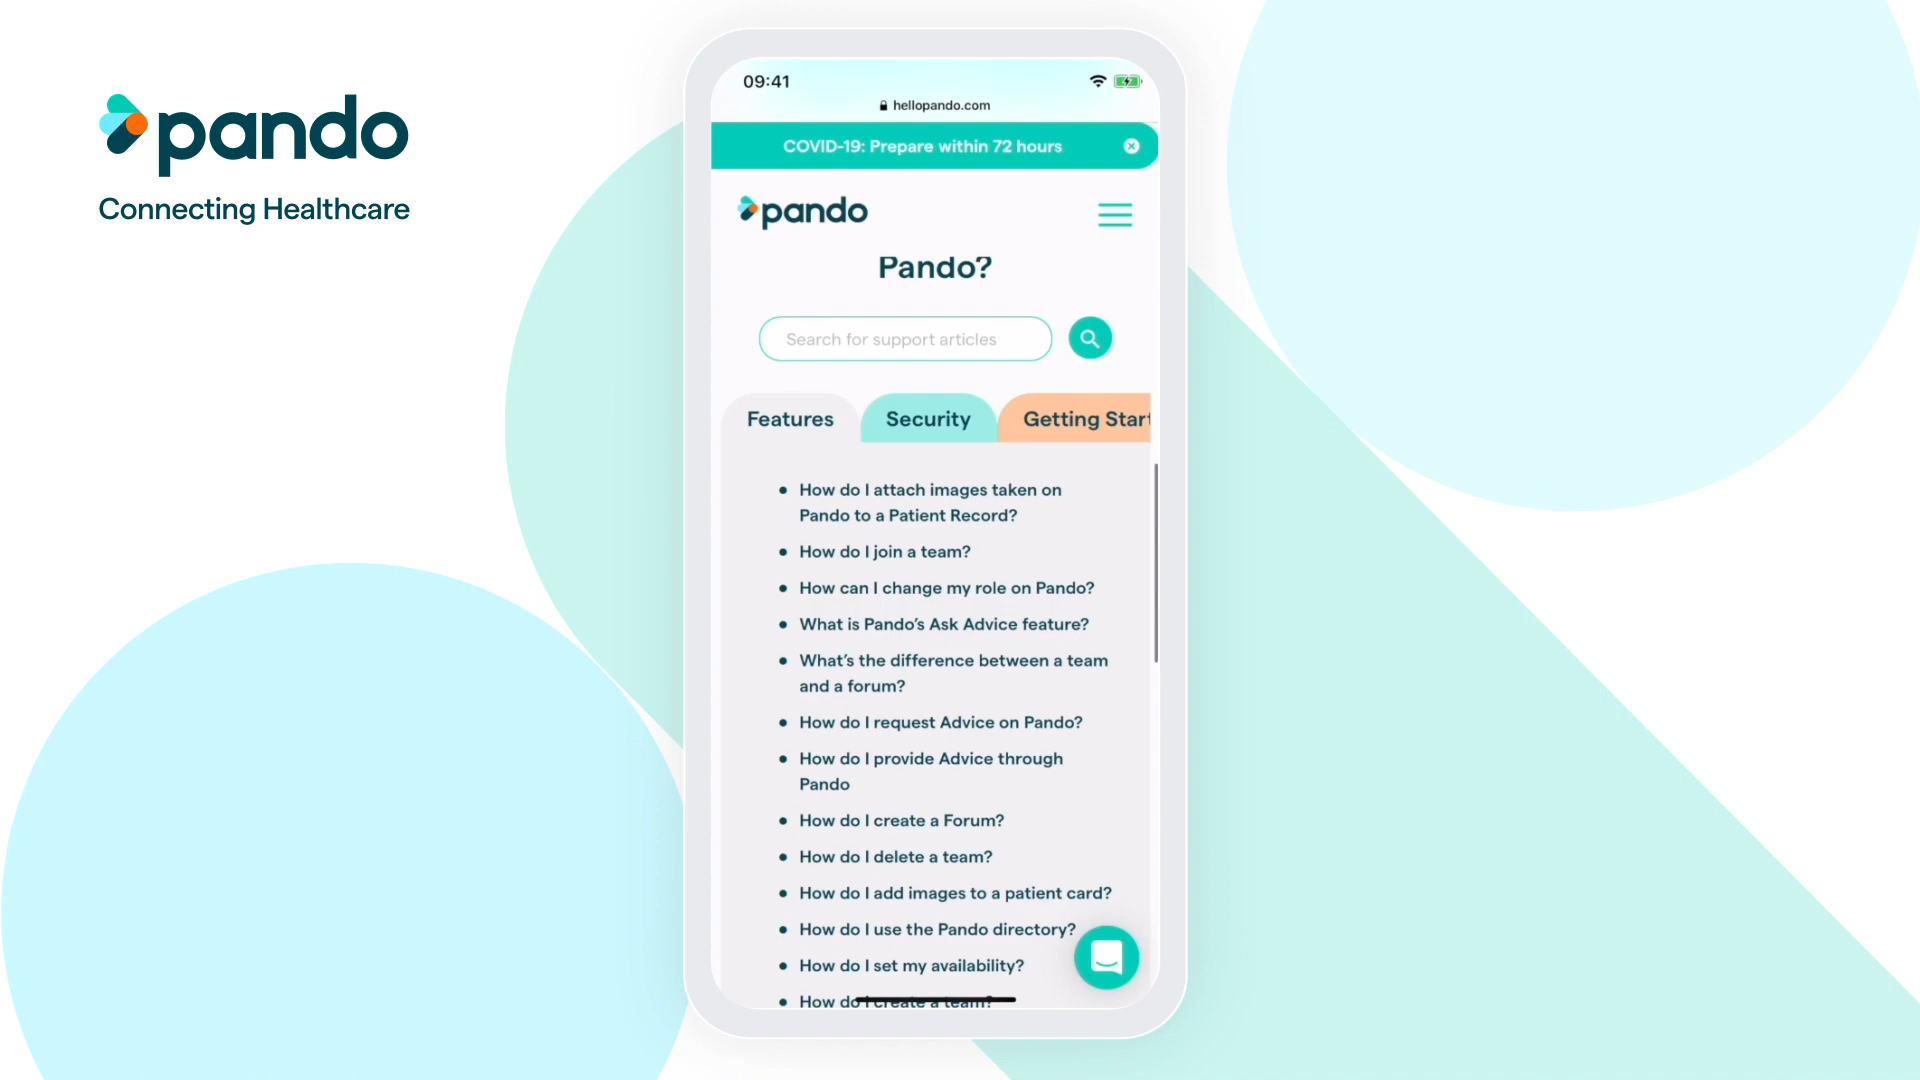 pando
Connecting Healthcare
09:41
hellopando.com
COVID-19: Prepare within 72 hours
pando
Pando?
Search for support articles
Features Security Getting Start
• How do I attach images taken on
Pando to a Patient Record?
• How do I join a team?
• How can I change my role on Pando?
• What is Pando’s Ask Advice feature?
• What’s the difference between a team
and a forum?
• How do I request Advice on Pando?
• How do I provide Advice through
Pando
• How do I create a Forum?
• How do I delete a team?
• How do I add images to a patient card?
• How do I use the Pando directory?
• How do I set my availability?
• How do I create a team?